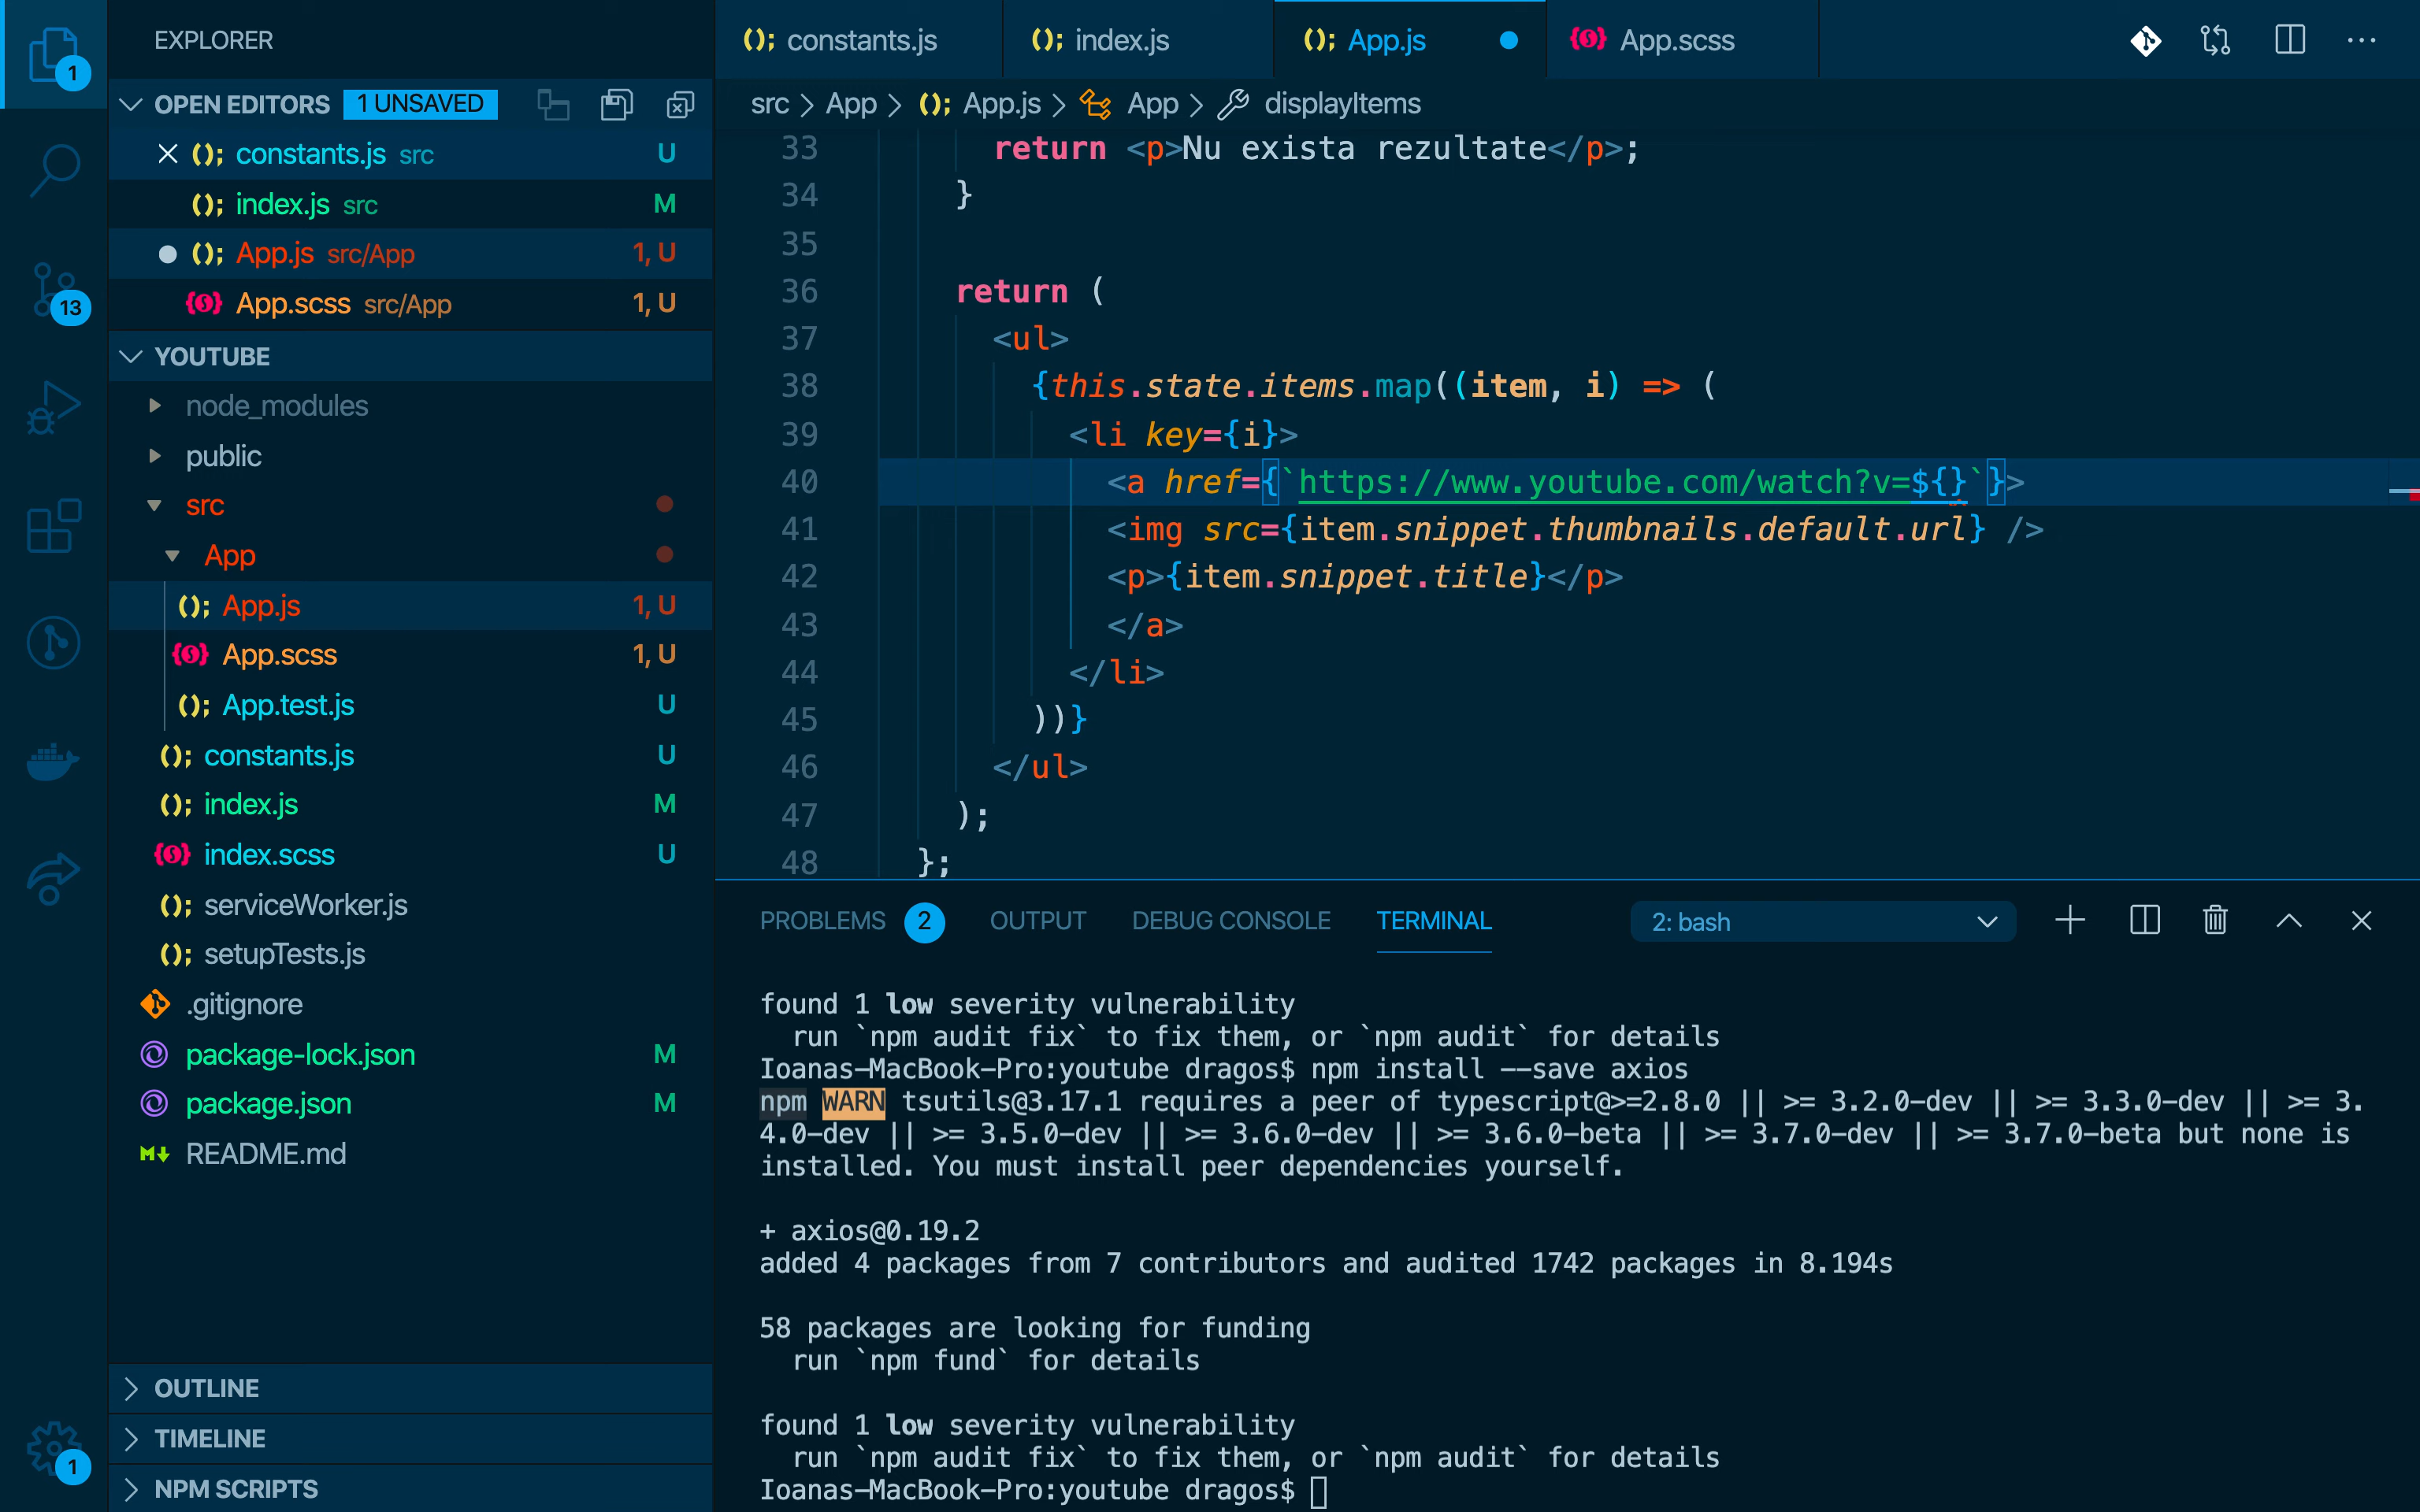 EXPLORER
OPEN EDITORS 1 UNSAVED
constants.js src U
index.js src M
App.js src/App 1, U
App.scss src/App 1, U
YOUTUBE
node_modules
public
src
App
App.js 1, U
App.scss 1, U
App.test.js U
constants.js U
index.js M
index.scss U
serviceWorker.js
setupTests.js
.gitignore
package-lock.json M
package.json M
README.md
OUTLINE
TIMELINE
NPM SCRIPTS
1
13
1
constants.js index.js App.js App.scss
src > App > App.js > App > displayItems
33 return <p>Nu exista rezultate</p>;
34 }
35
36 return (
37 <ul>
38 {this.state.items.map((item, i) => (
39 <li key={i}>
40 <a href={`https://www.youtube.com/watch?v=${}`}>
41 <img src={item.snippet.thumbnails.default.url} />
42 <p>{item.snippet.title}</p>
43 </a>
44 </li>
45 ))}
46 </ul>
47 );
48 };
PROBLEMS 2 OUTPUT DEBUG CONSOLE TERMINAL 2: bash
found 1 low severity vulnerability
run `npm audit fix` to fix them, or `npm audit` for details
Ioanas-MacBook-Pro:youtube dragos$ npm install --save axios
npm WARN tsutils@3.17.1 requires a peer of typescript@>=2.8.0 || >= 3.2.0-dev || >= 3.3.0-dev || >= 3.
4.0-dev || >= 3.5.0-dev || >= 3.6.0-dev || >= 3.6.0-beta || >= 3.7.0-dev || >= 3.7.0-beta but none is
installed. You must install peer dependencies yourself.
+ axios@0.19.2
added 4 packages from 7 contributors and audited 1742 packages in 8.194s
58 packages are looking for funding
run `npm fund` for details
found 1 low severity vulnerability
run `npm audit fix` to fix them, or `npm audit` for details
Ioanas-MacBook-Pro:youtube dragos$